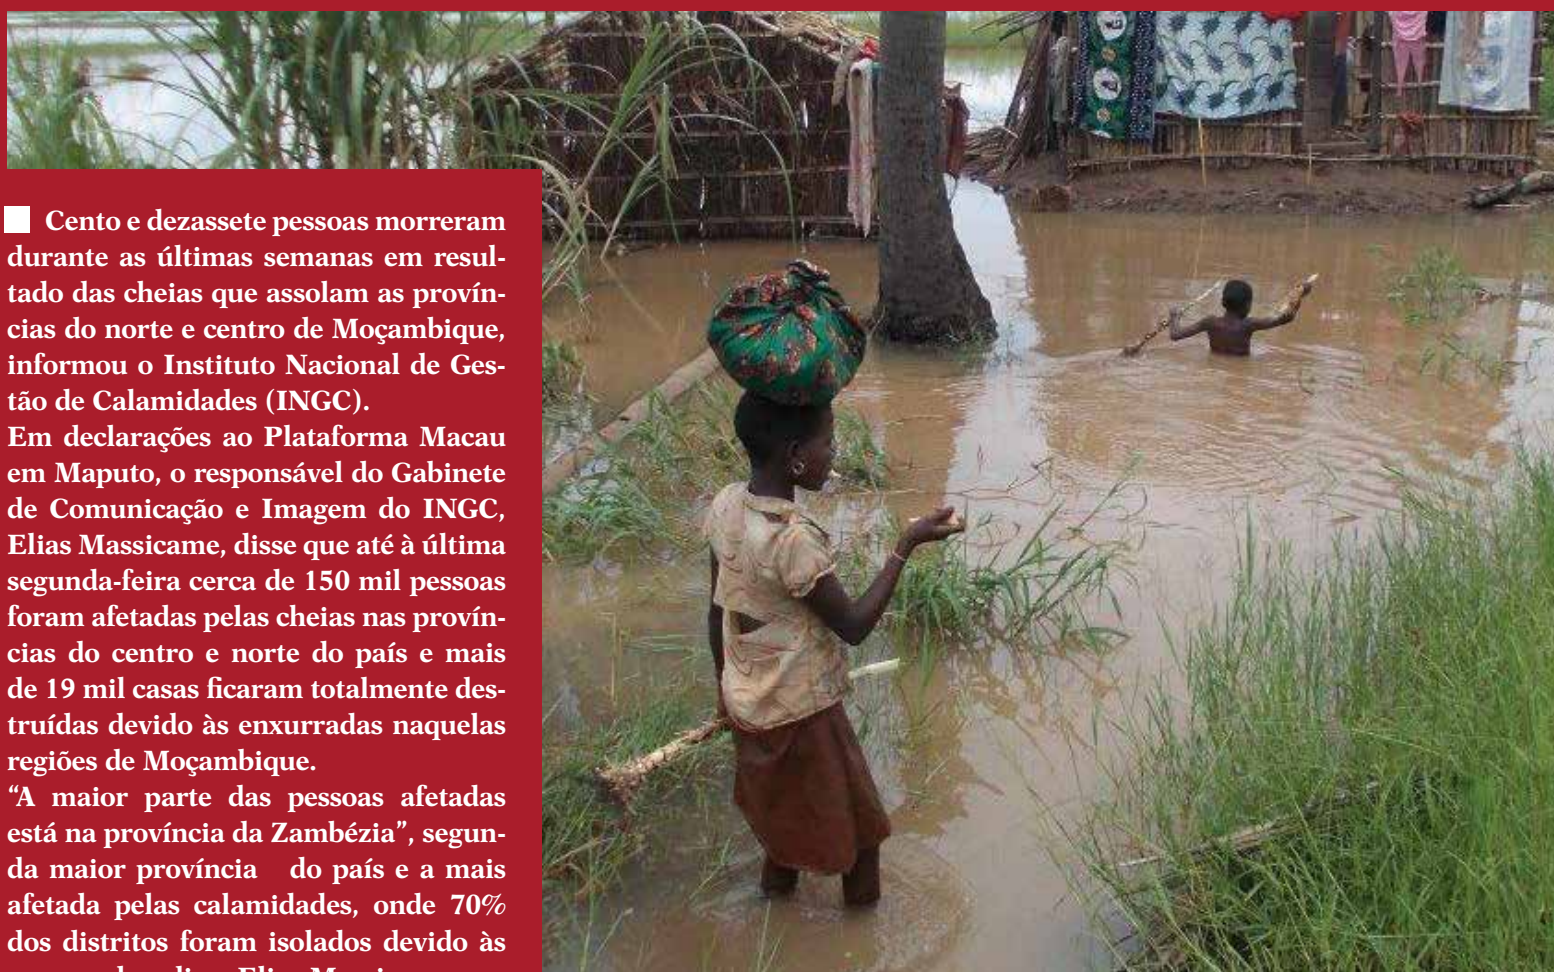 Cento e dezassete pessoas morreram
durante as últimas semanas em resul-
tado das cheias que assolam as provín-
cias do norte e centro de Moçambique,
informou o Instituto Nacional de Ges-
tão de Calamidades (INGC).
Em declarações ao Plataforma Macau
em Maputo, o responsável do Gabinete
de Comunicação e Imagem do INGC,
Elias Massicame, disse que até à última
segunda-feira cerca de 150 mil pessoas
foram afetadas pelas cheias nas provín-
cias do centro e norte do país e mais
de 19 mil casas ficaram totalmente des-
truídas devido às enxurradas naquelas
regiões de Moçambique.
“A maior parte das pessoas afetadas
está na província da Zambézia”, segun-
da maior província do país e a mais
afetada pelas calamidades, onde 70%
dos distritos foram isolados devido às